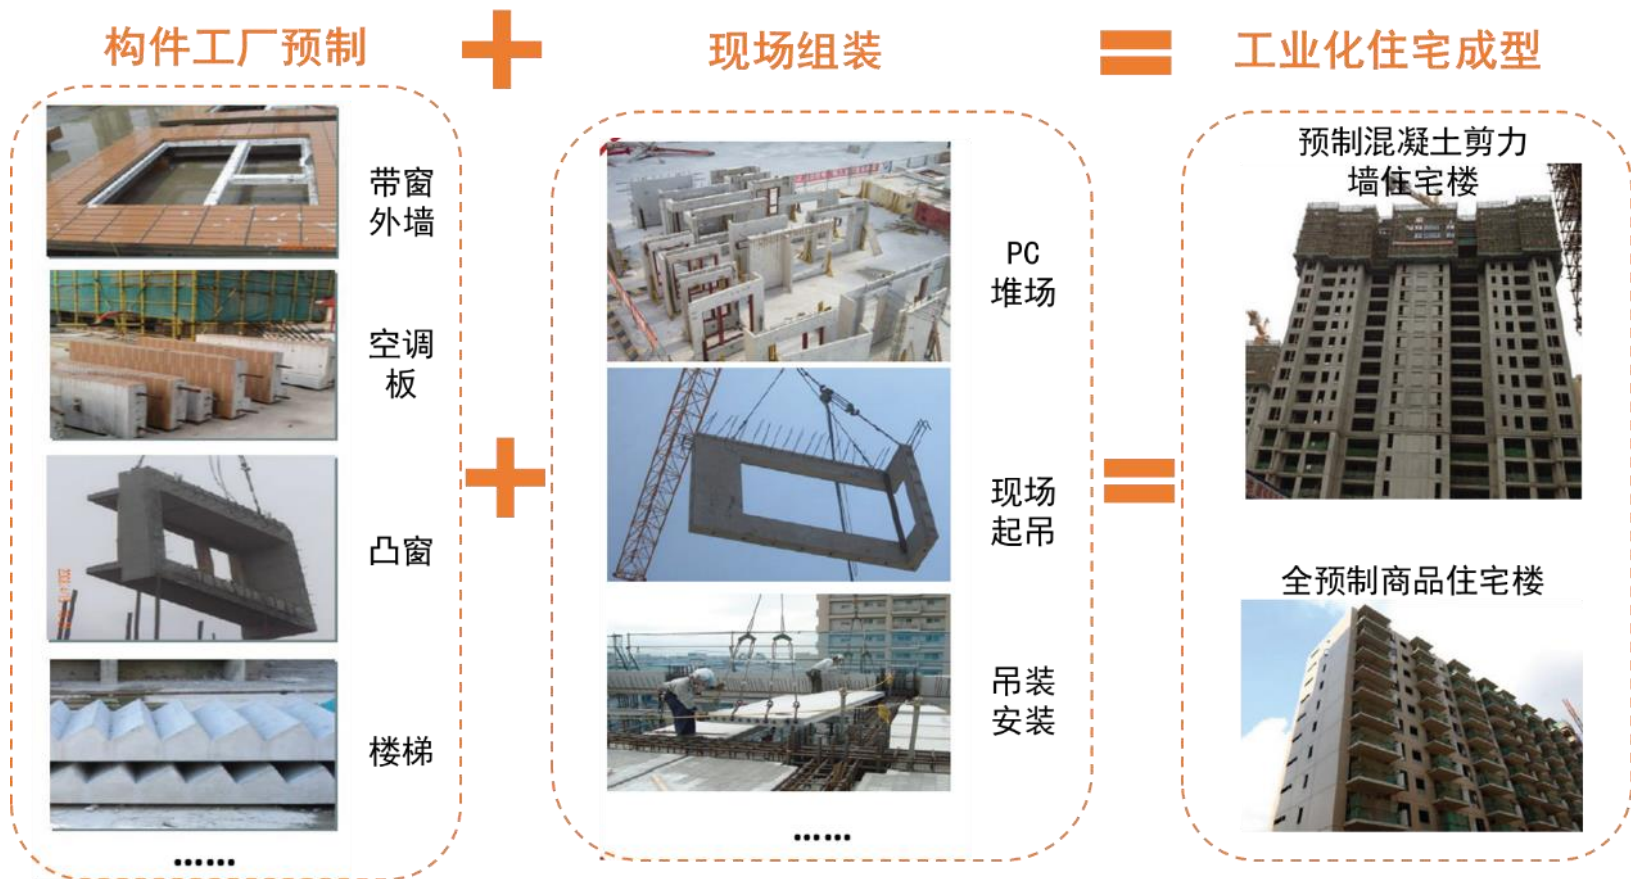 构件工厂预制
+
现场组装
=
工业化住宅成型
带窗
外墙
空调
板
凸窗
楼梯
……
+
PC
堆场
现场
起吊
吊装
安装
……
=
预制混凝土剪力
墙住宅楼
全预制商品住宅楼